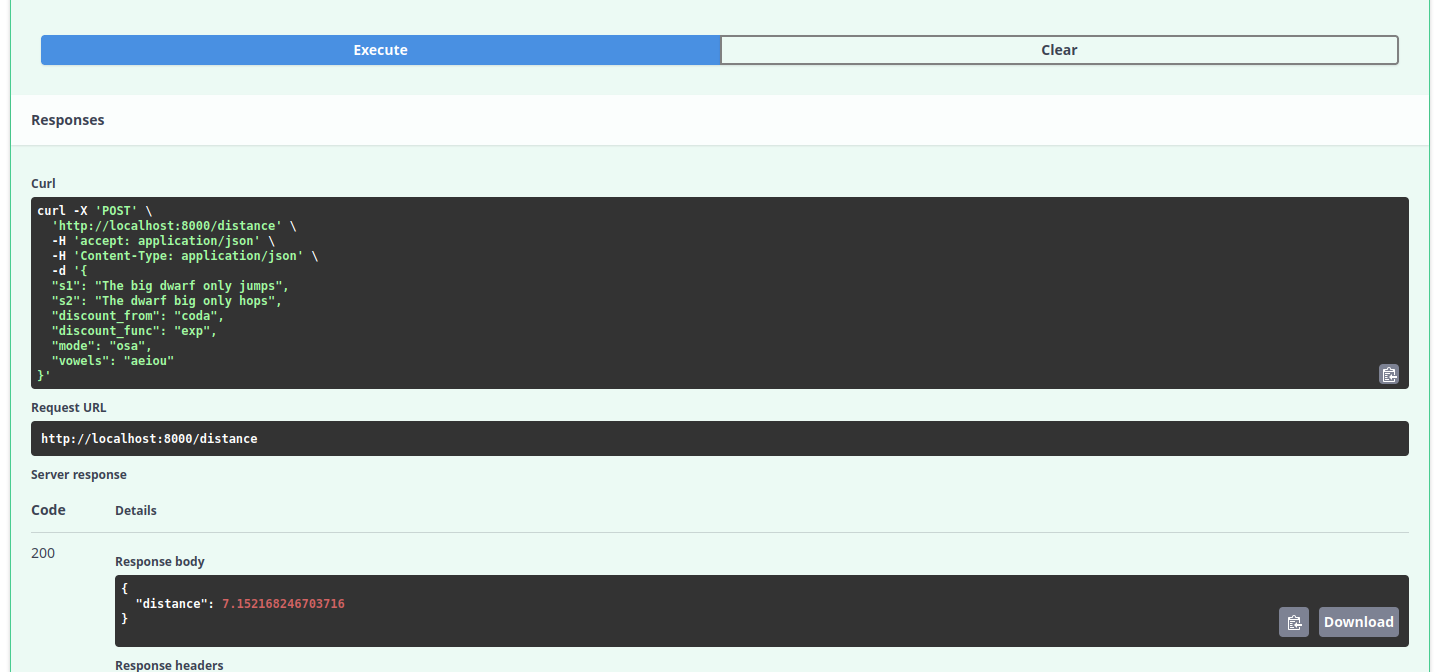 Execute
Clear
Responses
Curl
curl -X 'POST' \
  'http://localhost:8000/distance' \
  -H 'accept: application/json' \
  -H 'Content-Type: application/json' \
  -d '{
  "s1": "The big dwarf only jumps",
  "s2": "The dwarf big only hops",
  "discount_from": "coda",
  "discount_func": "exp",
  "mode": "osa",
  "vowels": "aeiou"
}'
Request URL
http://localhost:8000/distance
Server response
Code
Details
200
Response body
{
  "distance": 7.152168246703716
}
Download
Response headers